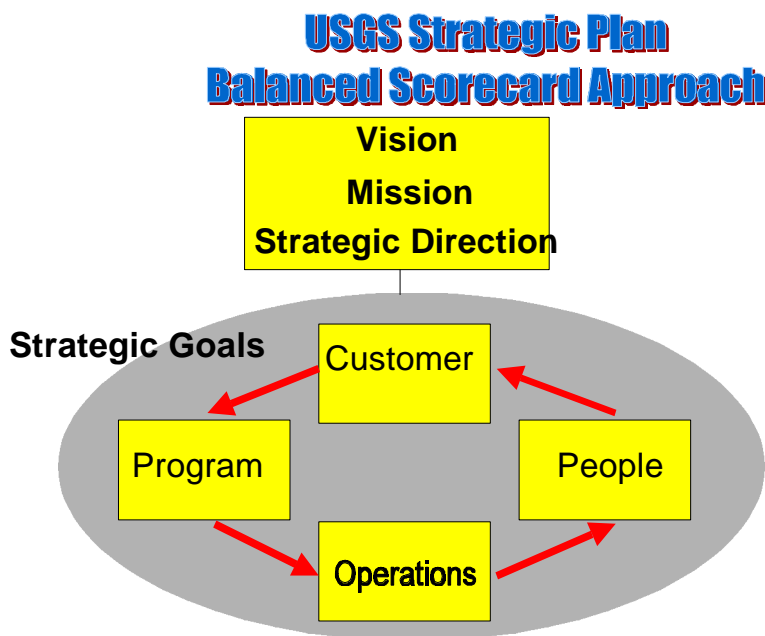 USGS Strategic Plan
Balanced Scorecard Approach
Vision
Mission
Strategic Direction
Strategic Goals
Customer
Program
People
Operations